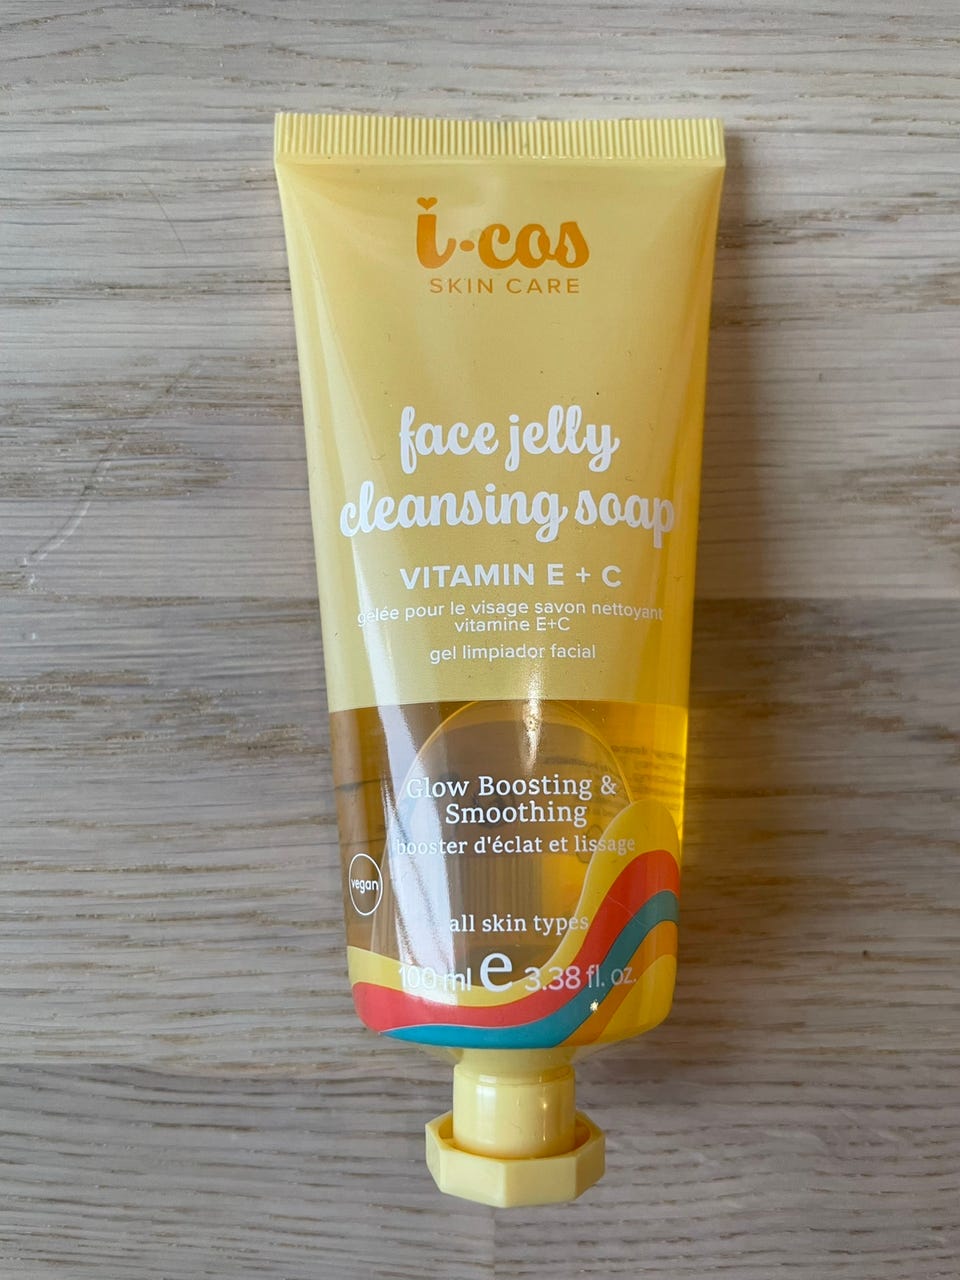 i·cos
SKIN CARE
face jelly
cleansing soap
VITAMIN E + C
gelée pour le visage savon nettoyant
vitamine E+C
gel limpiador facial
Glow Boosting &
Smoothing
booster d'éclat et lissage
vegan
all skin types
100 ml e 3.38 fl. oz.